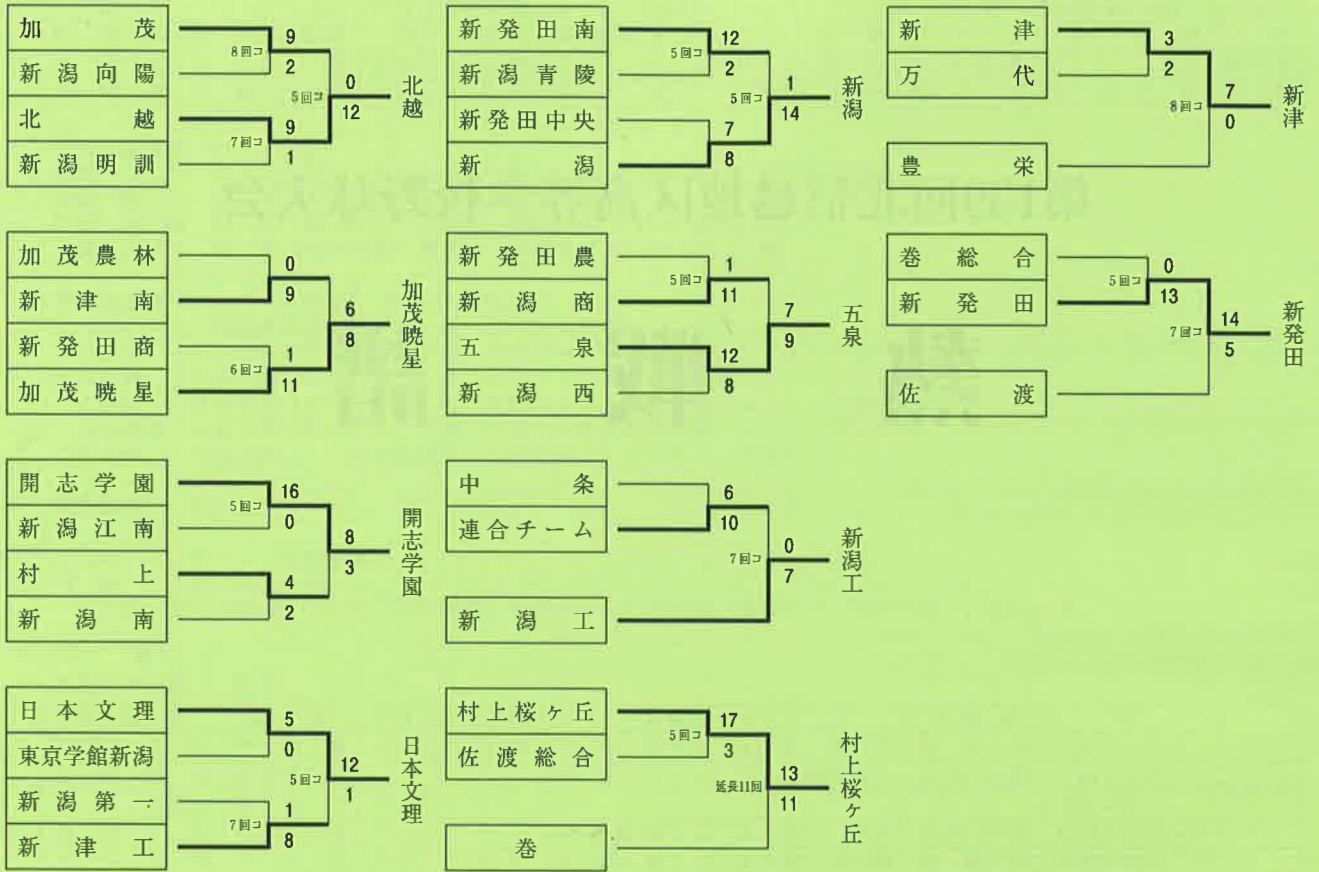 加茂
新潟向陽
北越
新潟明訓
8回コ
9
2
7回コ
9
1
5回コ
0
12
北越
新発田南
新潟青陵
新発田中央
新潟
5回コ
12
2
7
8
5回コ
1
14
新潟
新津
万代
豊栄
3
2
8回コ
7
0
新津
加茂農林
新津南
新発田商
加茂暁星
0
9
6回コ
1
11
6
8
加茂暁星
新発田農
新潟商
五泉
新潟西
5回コ
1
11
12
8
7
9
五泉
巻総合
新発田
佐渡
5回コ
0
13
7回コ
14
5
新発田
開志学園
新潟江南
村上
新潟南
5回コ
16
0
4
2
8
3
開志学園
中条
連合チーム
新潟工
6
10
7回コ
0
7
新潟工
日本文理
東京学館新潟
新潟第一
新津工
5
0
7回コ
1
8
5回コ
12
1
日本文理
村上桜ヶ丘
佐渡総合
巻
5回コ
17
3
延長11回
13
11
村上桜ヶ丘